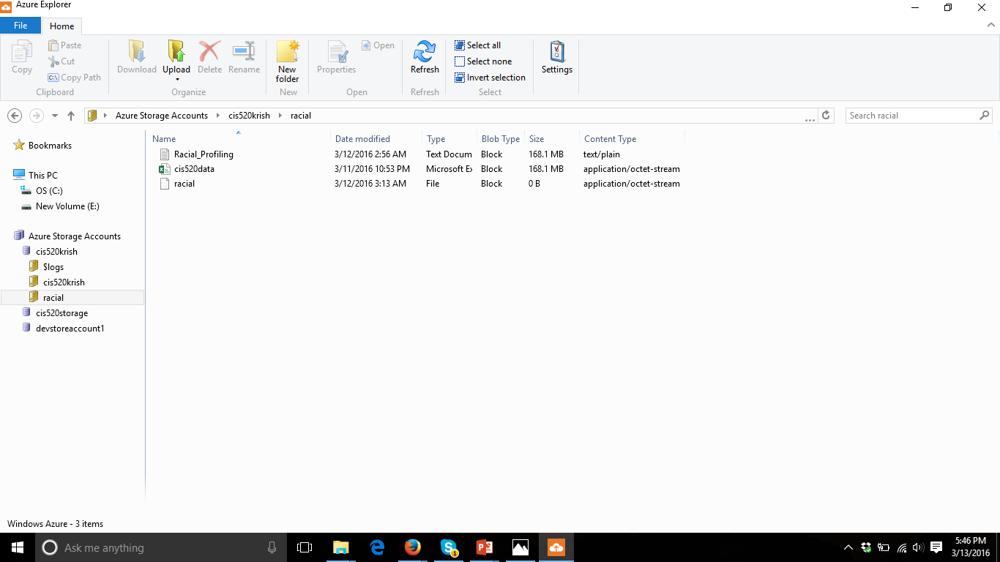 Azure Explorer
File Home
Copy Paste Cut Copy Path Clipboard
Download Upload Delete Rename Organize
New folder New
Properties Open Open
Refresh Refresh
Select all Select none Invert selection Select
Settings
Azure Storage Accounts cis520krish racial ... Search racial
Bookmarks
This PC
OS (C:)
New Volume (E:)
Azure Storage Accounts
cis520krish
$logs
cis520krish
racial
cis520storage
devstoreaccount1
Name Date modified Type Blob Type Size Content Type
Racial_Profiling 3/12/2016 2:56 AM Text Docum Block 168.1 MB text/plain
cis520data 3/11/2016 10:53 PM Microsoft Ex Block 168.1 MB application/octet-stream
racial 3/12/2016 3:13 AM File Block 0 B application/octet-stream
Windows Azure - 3 items
Ask me anything
5:46 PM
3/13/2016